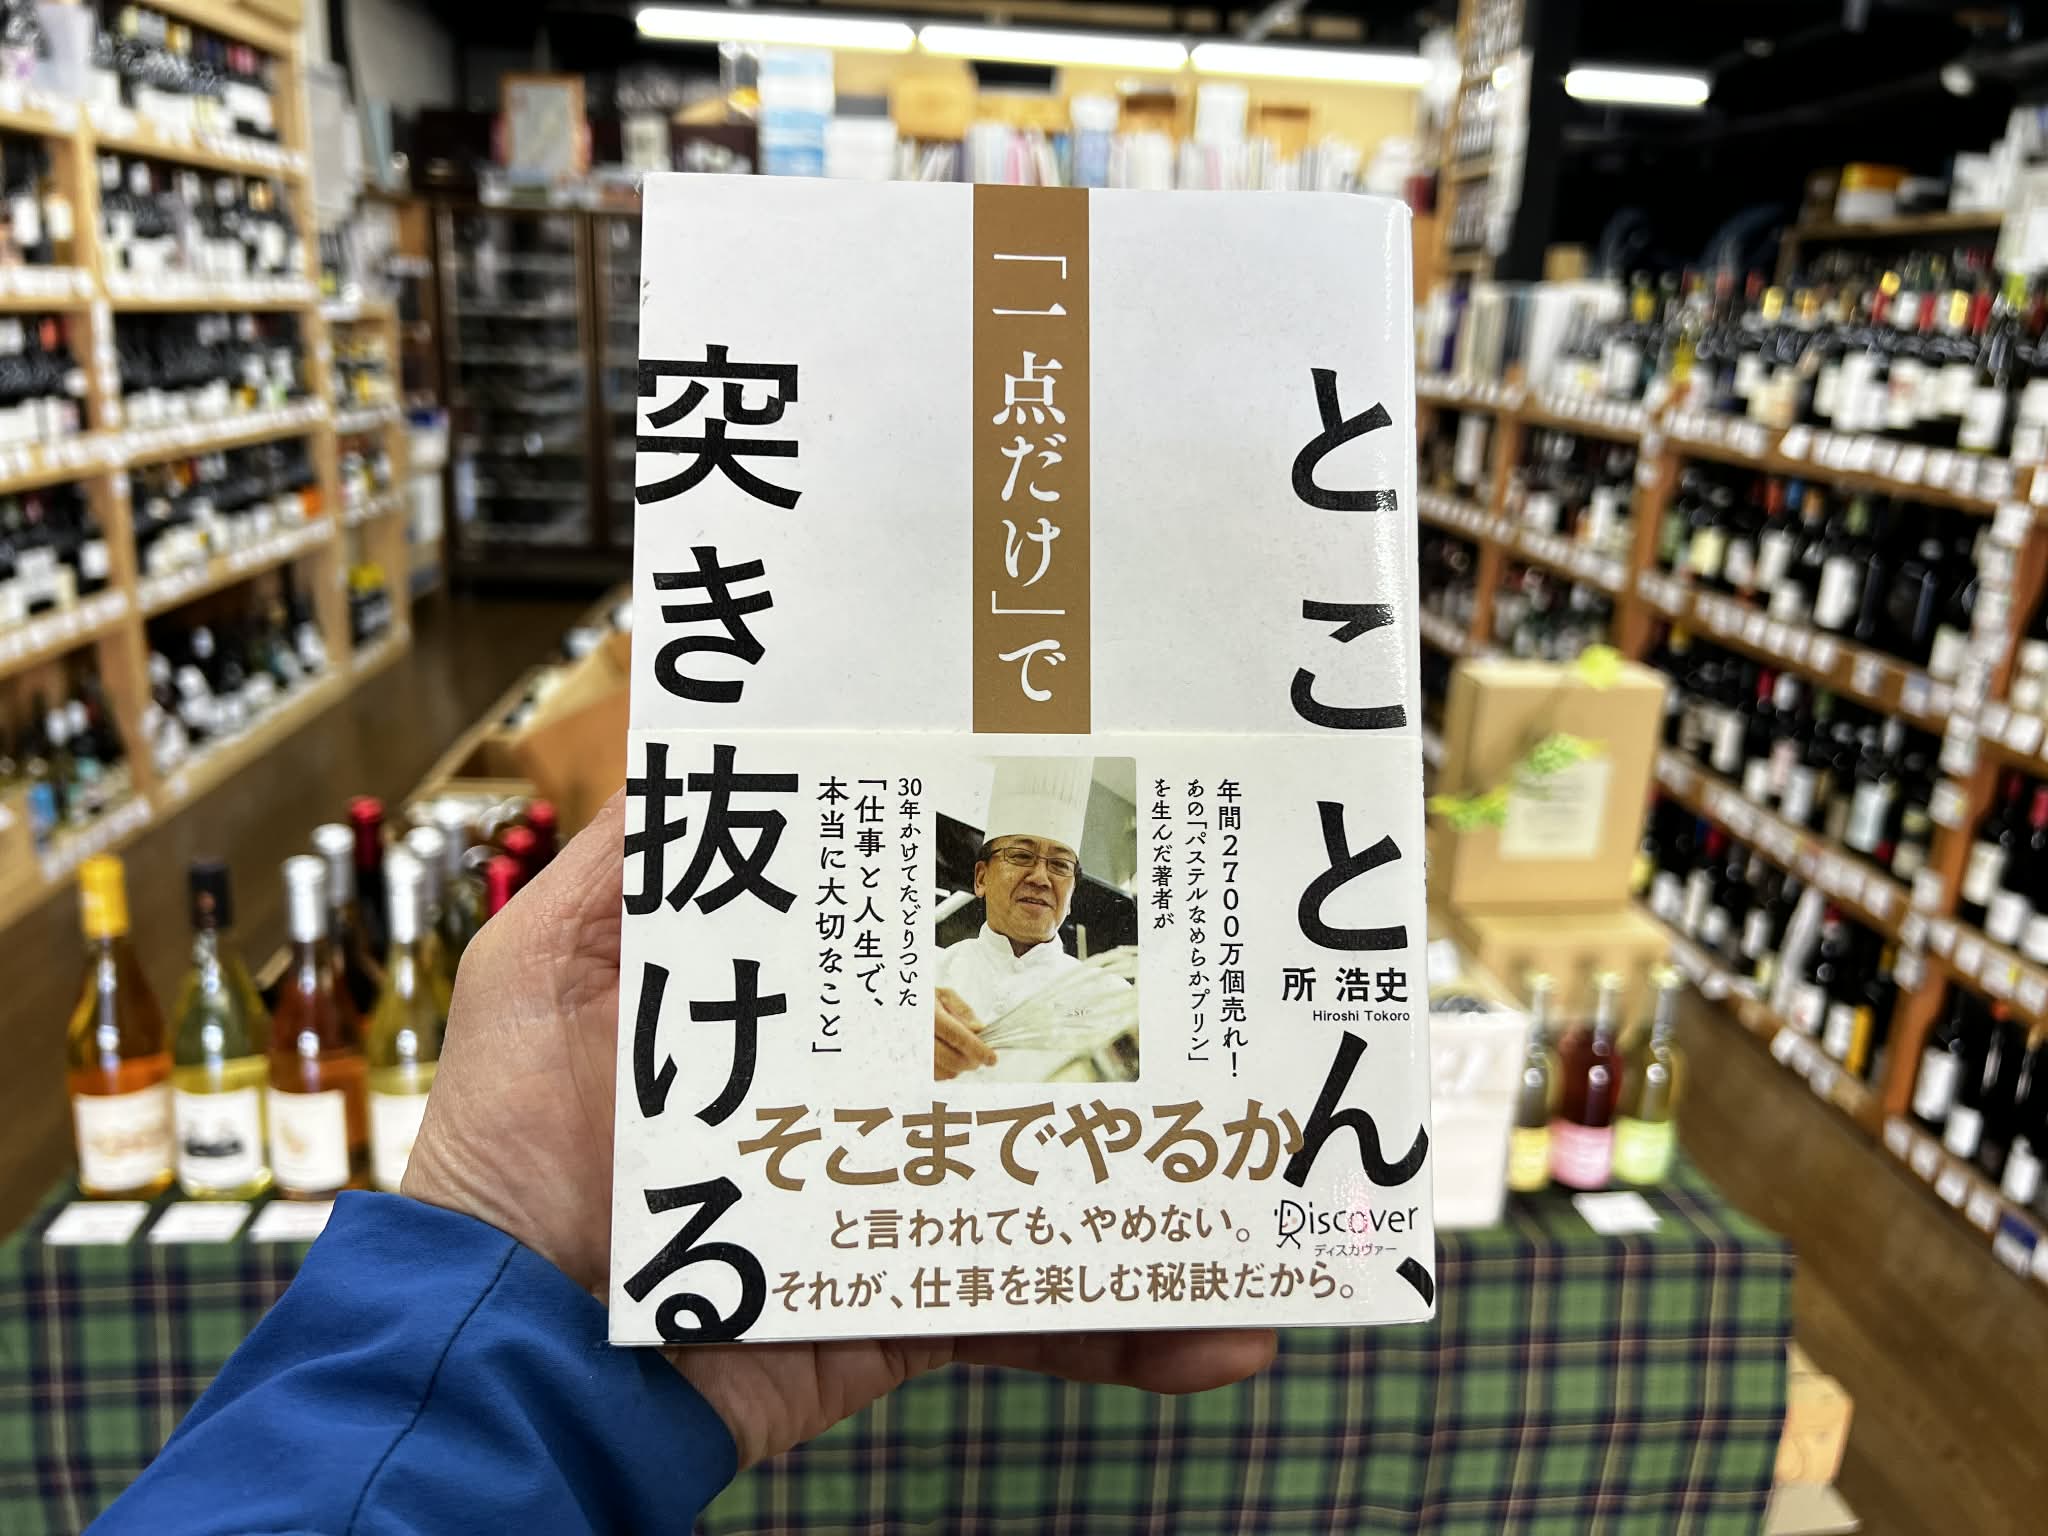 とことん、
「一点だけ」で
突き抜ける
所 浩史
Hiroshi Tokoro
年間2700万個売れ!
あの「パステルなめらかプリン」
を生んだ著者が
30年かけてたどりついた
「仕事と人生で、
本当に大切なこと」
そこまでやるか
と言われても、やめない。
それが、仕事を楽しむ秘訣だから。
Discover
ディスカヴァー